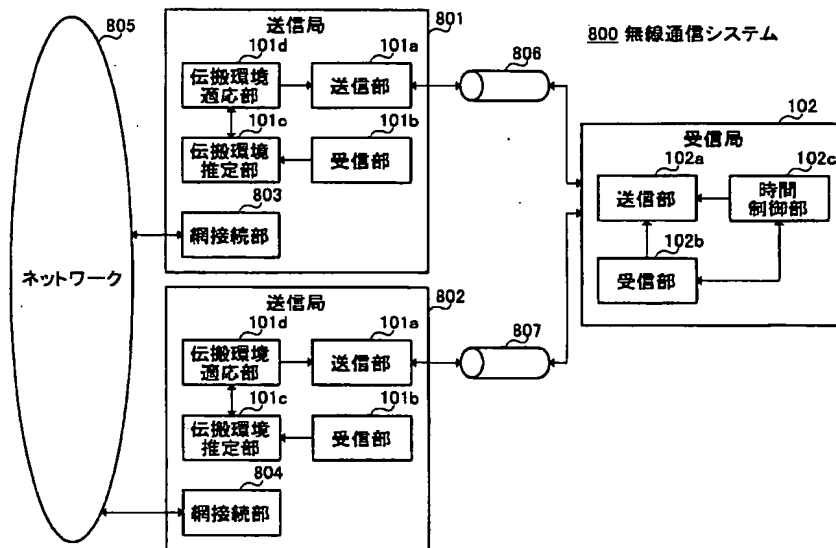 800 無線通信システム
805
ネットワーク
送信局
801
101d
伝搬環境
適応部
101a
送信部
101c
伝搬環境
推定部
101b
受信部
803
網接続部
806
102
受信局
102a
送信部
102c
時間
制御部
102b
受信部
送信局
802
101d
伝搬環境
適応部
101a
送信部
101c
伝搬環境
推定部
101b
受信部
804
網接続部
807